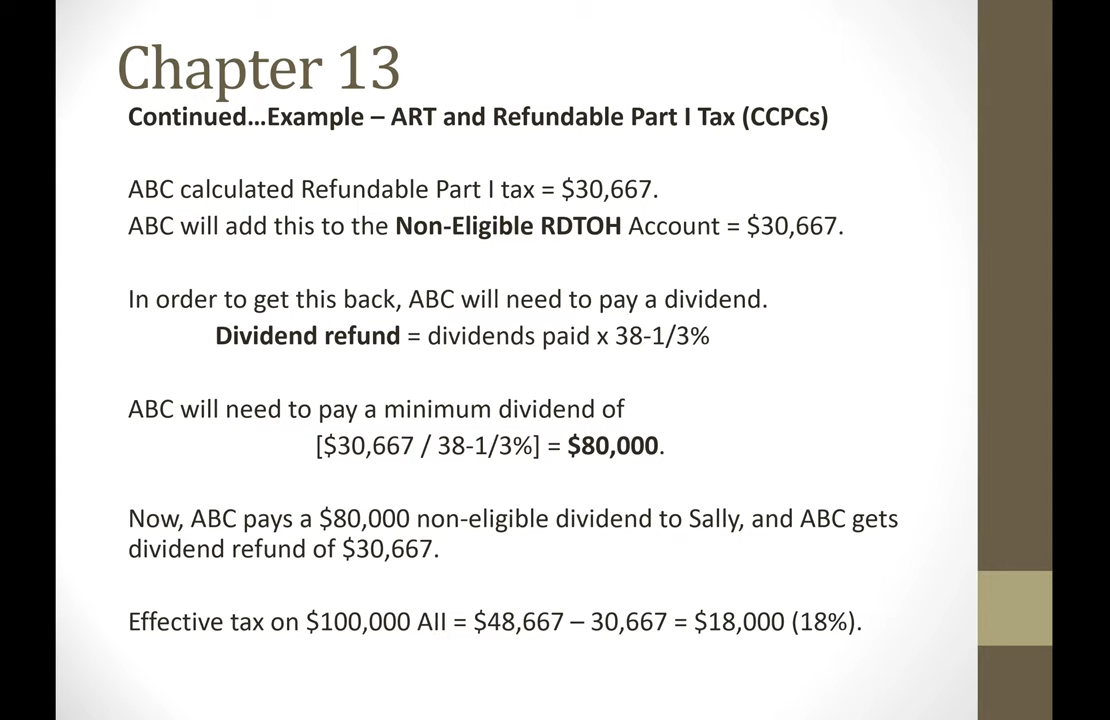 Chapter 13
Continued…Example – ART and Refundable Part I Tax (CCPCs)
ABC calculated Refundable Part I tax = $30,667.
ABC will add this to the Non-Eligible RDTOH Account = $30,667.
In order to get this back, ABC will need to pay a dividend.
Dividend refund = dividends paid x 38-1/3%
ABC will need to pay a minimum dividend of
[$30,667 / 38-1/3%] = $80,000.
Now, ABC pays a $80,000 non-eligible dividend to Sally, and ABC gets
dividend refund of $30,667.
Effective tax on $100,000 AII = $48,667 – 30,667 = $18,000 (18%).